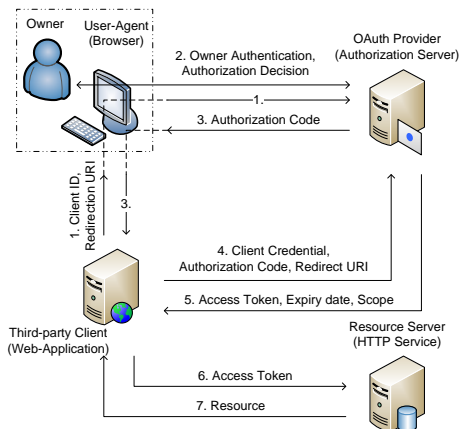 Owner
User-Agent
(Browser)
OAuth Provider
(Authorization Server)
2. Owner Authentication,
Authorization Decision
1.
3. Authorization Code
1. Client ID,
Redirection URI
3.
4. Client Credential,
Authorization Code, Redirect URI
5. Access Token, Expiry date, Scope
Third-party Client
(Web-Application)
Resource Server
(HTTP Service)
6. Access Token
7. Resource